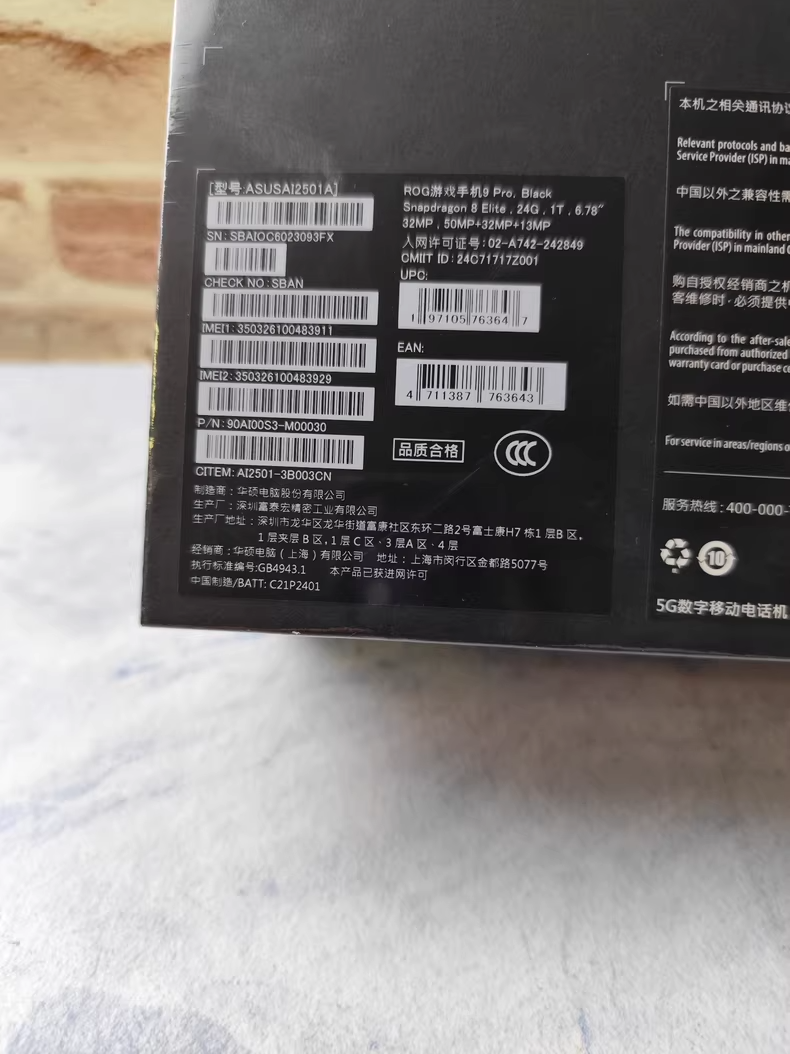 [型号:ASUSAI2501A]
SN: SBAIOC6023093FX
CHECK NO: SBAN
IMEI1: 350326100483911
IMEI2: 350326100483929
P/N: 90AI00S3-M00030
CITEM: AI2501-3B003CN
ROG游戏手机9 Pro, Black
Snapdragon 8 Elite , 24G , 1T , 6.78"
32MP , 50MP+32MP+13MP
入网许可证号: 02-A742-242849
CMIIT ID: 24C71717Z001
UPC:
1 97105 76364 7
EAN:
4 711387 763643
品质合格
CCC
制造商：华硕电脑股份有限公司
生产厂：深圳富泰宏精密工业有限公司
生产厂地址：深圳市龙华区龙华街道富康社区东环二路2号富士康H7 栋1层B区,
1层夹层B区,1层C区、3层A区、4层
经销商：华硕电脑（上海）有限公司 地址：上海市闵行区金都路5077号
执行标准编号:GB4943.1 本产品已获进网许可
中国制造/BATT: C21P2401
本机之相关通讯协议
Relevant protocols and ba
Service Provider (ISP) in ma
中国以外之兼容性需
The compatibility in other
Provider (ISP) in mainland C
购自授权经销商之机
客维修时，必须提供
According to the after-sale
purchased from authorized
warranty card or purchase ce
如需中国以外地区维
For service in areas/regions o
服务热线: 400-000-
10
5G数字移动电话机